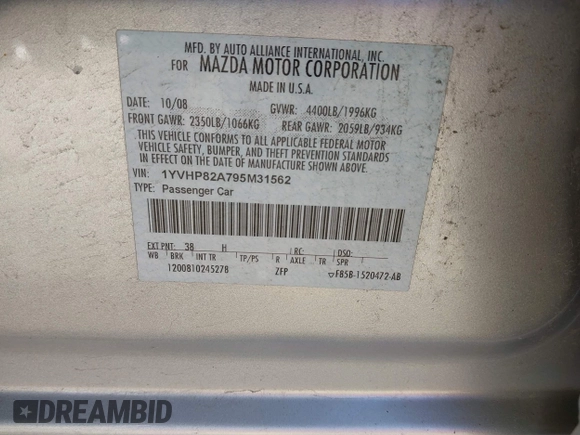 MFD. BY AUTO ALLIANCE INTERNATIONAL, INC.
FOR MAZDA MOTOR CORPORATION
MADE IN U.S.A.
DATE: 10/08 GVWR: 4400LB/1996KG
FRONT GAWR: 2350LB/1066KG REAR GAWR: 2059LB/934KG
THIS VEHICLE CONFORMS TO ALL APPLICABLE FEDERAL MOTOR
VEHICLE SAFETY, BUMPER, AND THEFT PREVENTION STANDARDS
IN EFFECT ON THE DATE OF MANUFACTURE SHOWN ABOVE.
VIN: 1YVHP82A795M31562
TYPE: Passenger Car
EXT PNT: 38 H RC: DSO:
WB BRK INT TR TP/PS R AXLE TR SPR
1200810245278 ZFP F85B-1520472-AB
DREAMBID